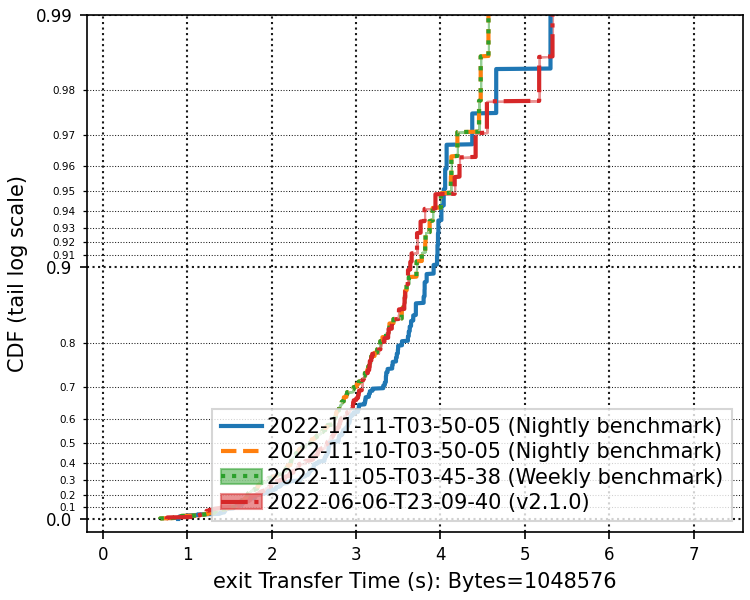 0.99
0.98
0.97
0.96
0.95
0.94
0.93
0.92
0.91
0.9
0.8
0.7
0.6
0.5
0.4
0.3
0.2
0.1
0.0
CDF (tail log scale)
2022-11-11-T03-50-05 (Nightly benchmark)
2022-11-10-T03-50-05 (Nightly benchmark)
2022-11-05-T03-45-38 (Weekly benchmark)
2022-06-06-T23-09-40 (v2.1.0)
0 1 2 3 4 5 6 7
exit Transfer Time (s): Bytes=1048576